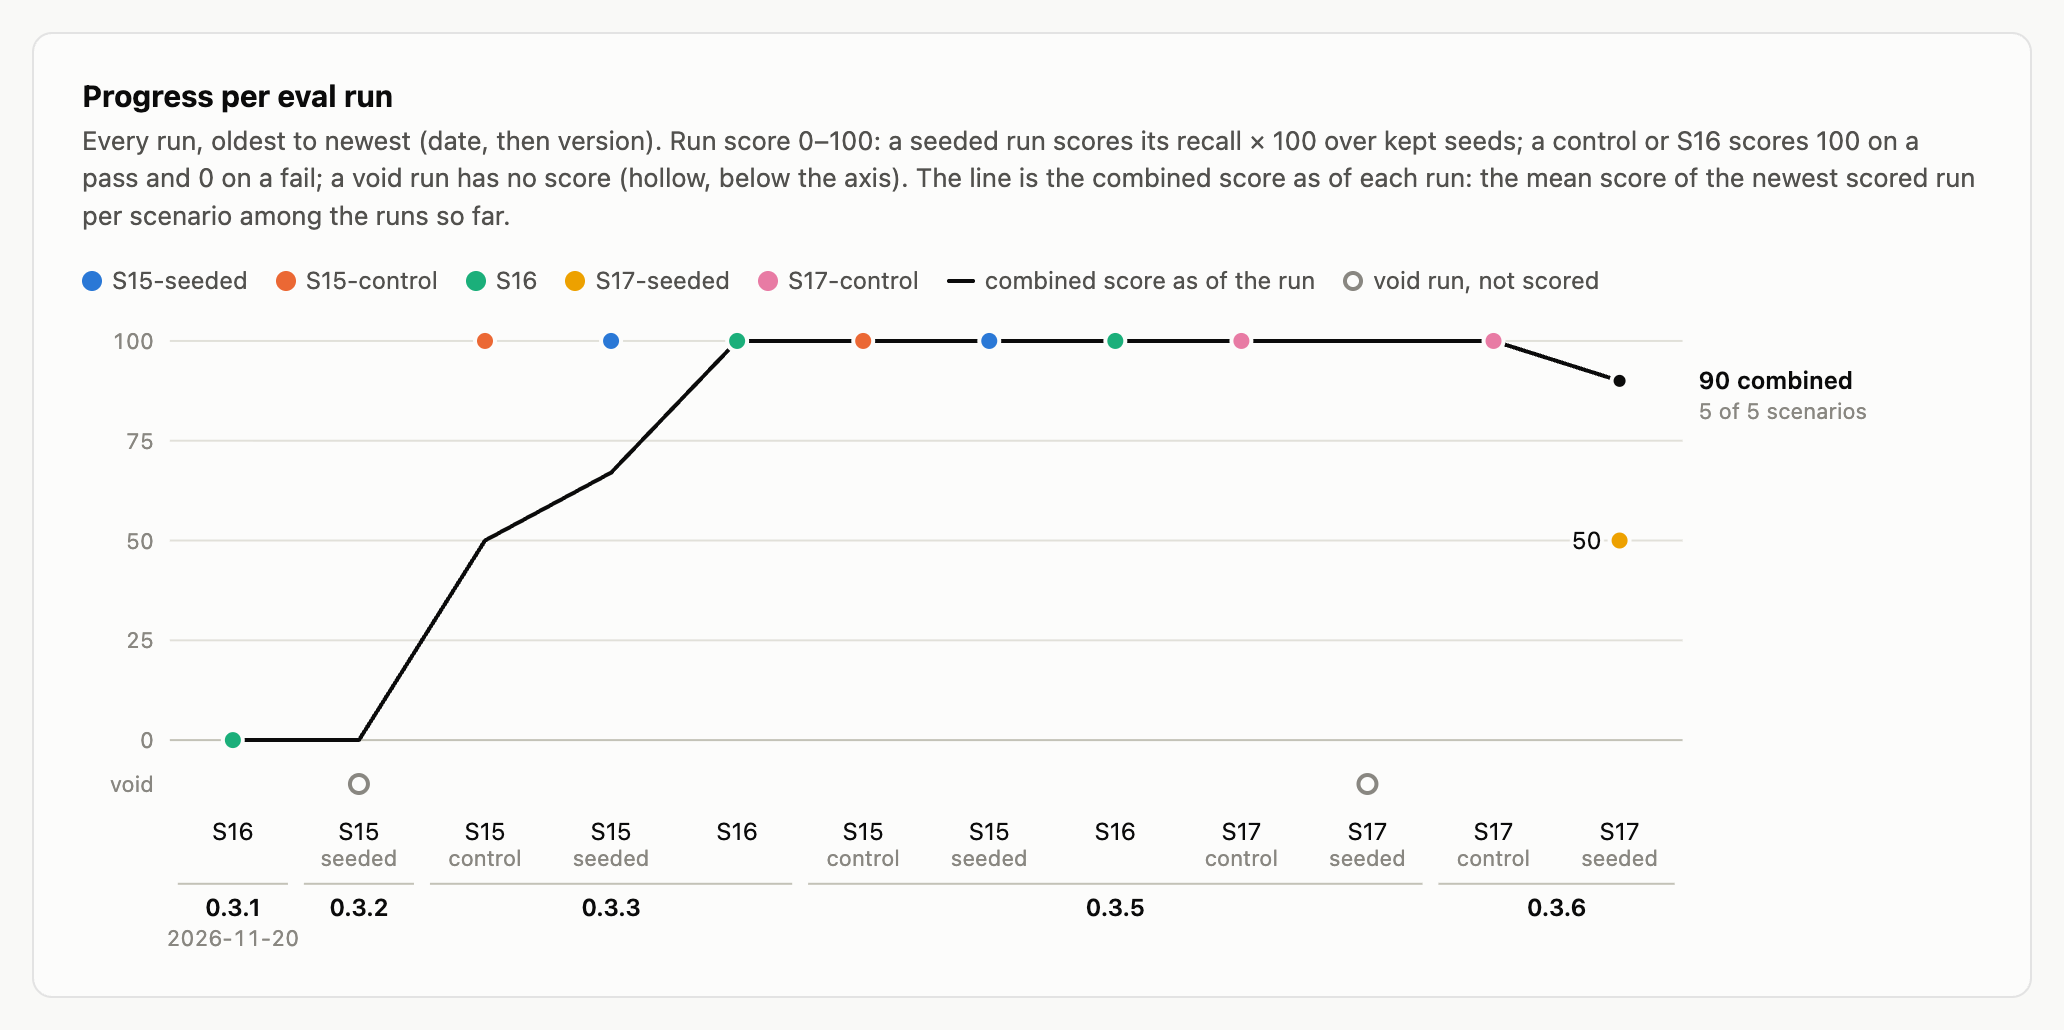 Progress per eval run
Every run, oldest to newest (date, then version). Run score 0–100: a seeded run scores its recall × 100 over kept seeds; a control or S16 scores 100 on a
pass and 0 on a fail; a void run has no score (hollow, below the axis). The line is the combined score as of each run: the mean score of the newest scored run
per scenario among the runs so far.
S15-seeded S15-control S16 S17-seeded S17-control combined score as of the run void run, not scored
100
90 combined
5 of 5 scenarios
75
50
50
25
0
void
S16 S15 S15 S15 S16 S15 S15 S16 S17 S17 S17 S17
seeded control seeded control seeded control seeded control seeded
0.3.1 0.3.2 0.3.3 0.3.5 0.3.6
2026-11-20